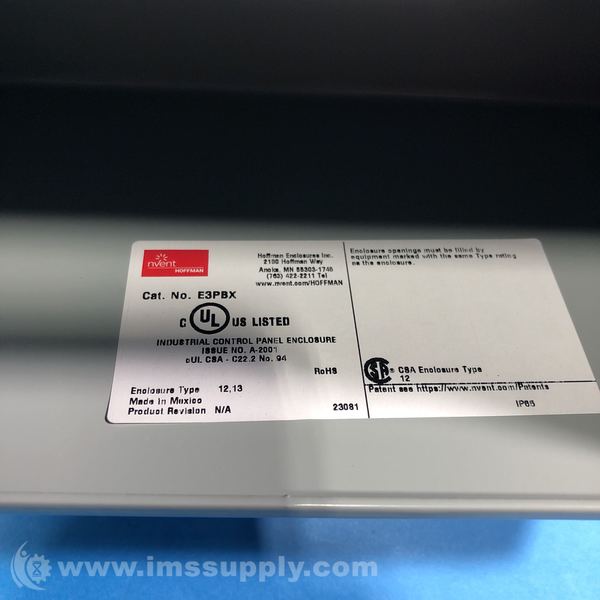 nvent
HOFFMAN
Hoffman Enclosures Inc.
2100 Hoffman Way
Anoka, MN 55303-1745
(763) 422-2211 Tel
www.nvent.com/HOFFMAN
Cat. No. E3PBX
C UL US LISTED
INDUSTRIAL CONTROL PANEL ENCLOSURE
ISSUE NO. A-2001
cUL CSA - C22.2 No. 94
RoHS
Enclosure Type 12,13
Made in Mexico
Product Revision N/A
23081
Enclosure openings must be filled by
equipment marked with the same Type rating
as the enclosure.
SA ® CSA Enclosure Type
12
Patent see https://www.nvent.com/Patents
IP65
www.imssupply.com/